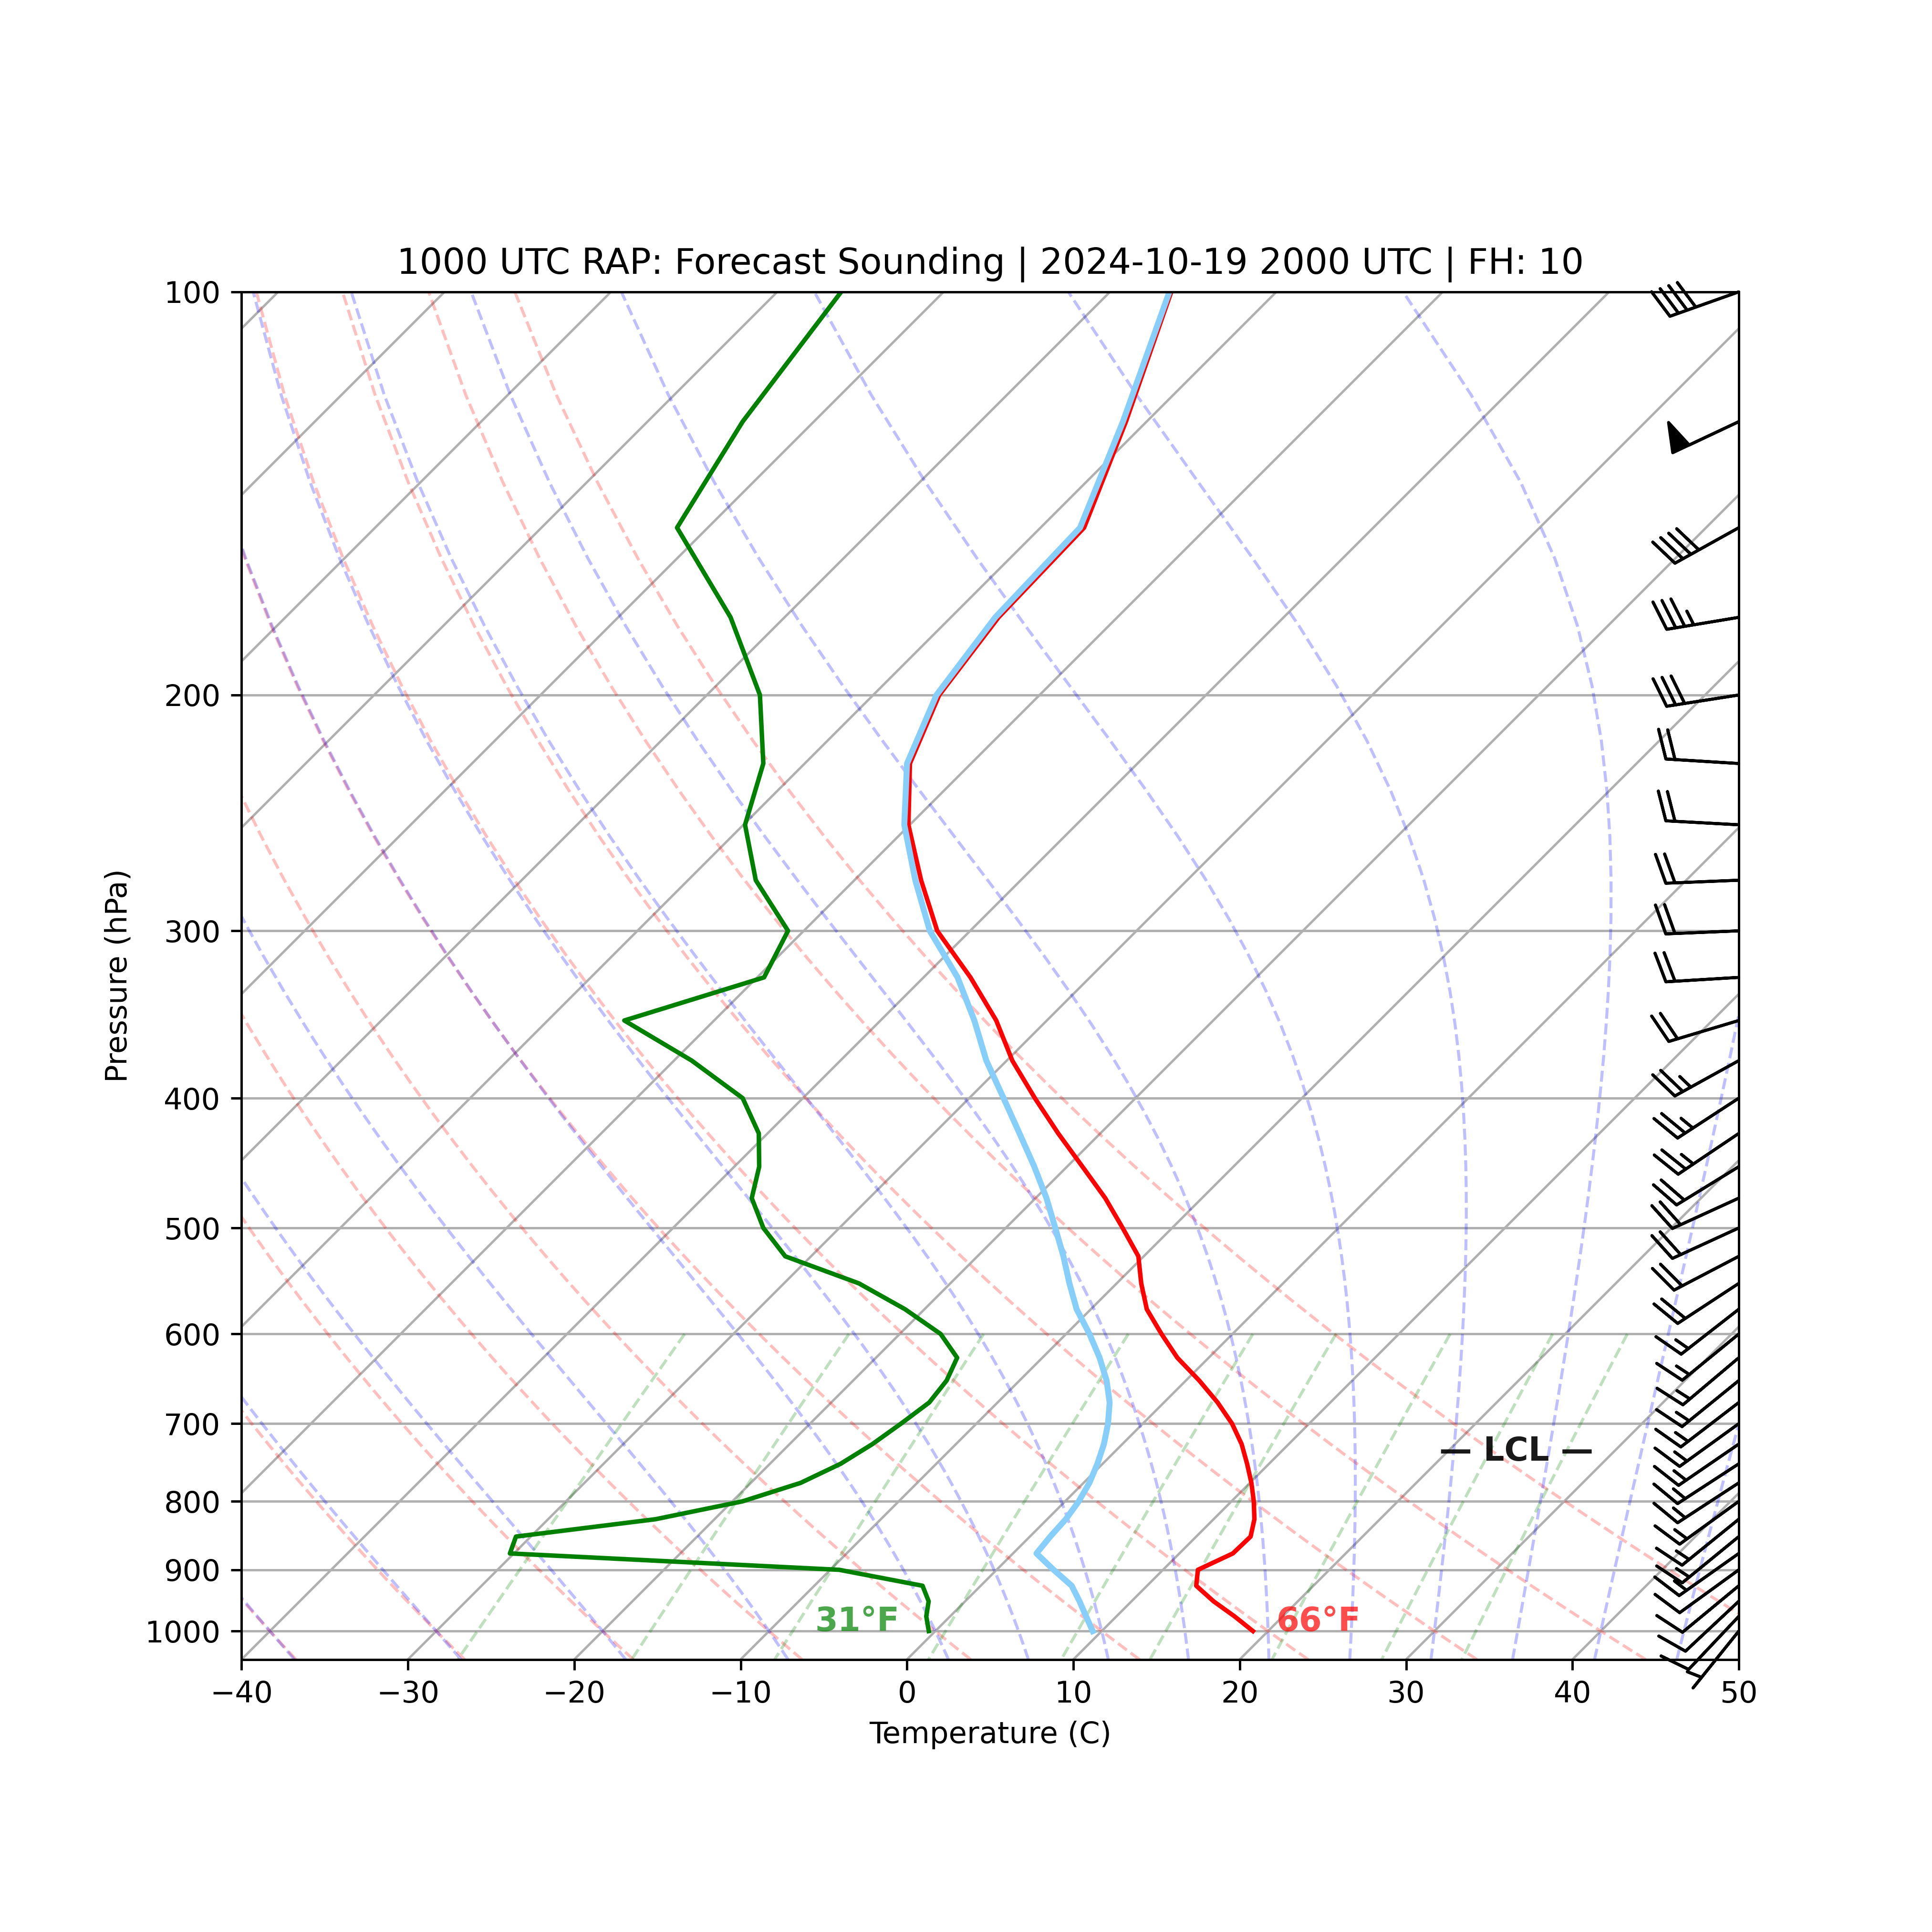 1000 UTC RAP: Forecast Sounding | 2024-10-19 2000 UTC | FH: 10
100
200
300
400
500
600
700
800
900
1000
Pressure (hPa)
— LCL —
31°F
66°F
−40 −30 −20 −10 0 10 20 30 40 50
Temperature (C)